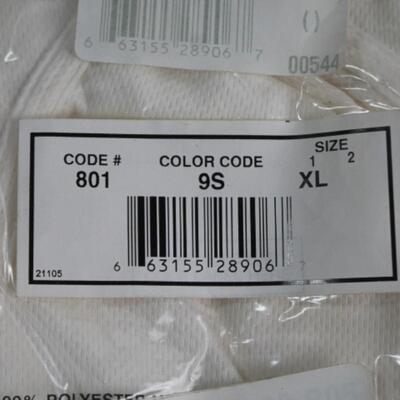 6 63155 28906 7
()
00544
CODE # COLOR CODE SIZE
1 2
801 9S XL
6 63155 28906 7
21105
POLYESTER